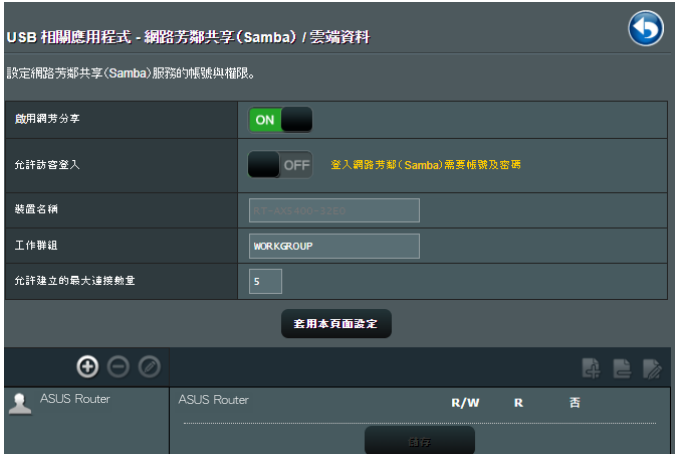 USB 相關應用程式 - 網路芳鄰共享(Samba) / 雲端資料
設定網路芳鄰共享(Samba)服務的帳號與權限。
啟用網芳分享 ON
允許訪客登入 OFF 登入網路芳鄰(Samba)需要帳號及密碼
裝置名稱
工作群組 WORKGROUP
允許建立的最大連接數量 5
套用本頁面設定
ASUS Router ASUS Router R/W R 否
儲存